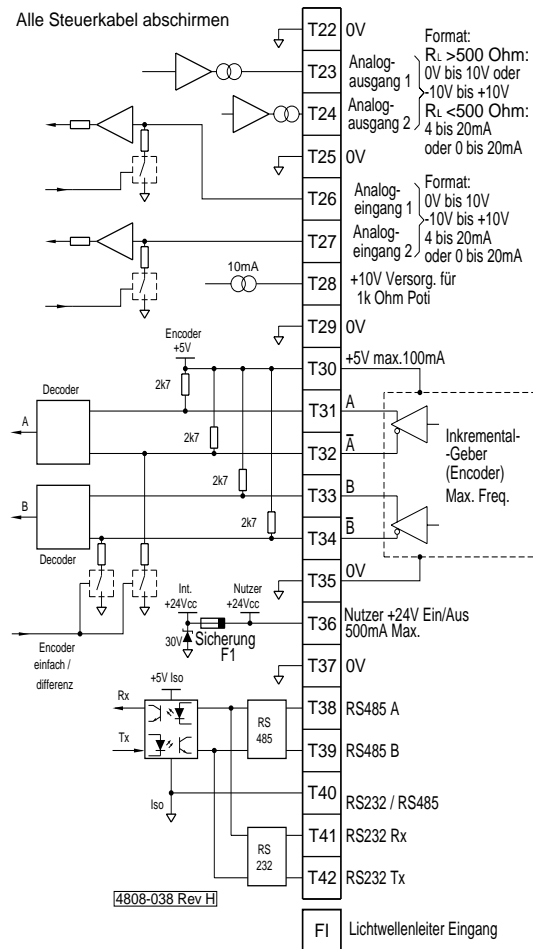 Alle Steuerkabel abschirmen
T22 0V
T23 Analog-
ausgang 1
T24 Analog-
ausgang 2
Format:
RL >500 Ohm:
0V bis 10V oder
-10V bis +10V
RL <500 Ohm:
4 bis 20mA
oder 0 bis 20mA
T25 0V
T26 Analog-
eingang 1
T27 Analog-
eingang 2
Format:
0V bis 10V
-10V bis +10V
4 bis 20mA
oder 0 bis 20mA
10mA
T28 +10V Versorg. für
1k Ohm Poti
T29 0V
Encoder
+5V
T30 +5V max.100mA
2k7
Decoder
A
T31 A
2k7
T32 A̅
Inkremental-
-Geber
(Encoder)
Max. Freq.
2k7
T33 B
B
2k7
T34 B̅
Decoder
T35 0V
Int.
+24Vcc
Nutzer
+24Vcc
T36 Nutzer +24V Ein/Aus
500mA Max.
30V
Sicherung
F1
Encoder
einfach /
differenz
T37 0V
+5V Iso
Rx
T38 RS485 A
RS
485
Tx
T39 RS485 B
Iso
T40 RS232 / RS485
T41 RS232 Rx
RS
232
T42 RS232 Tx
4808-038 Rev H
FI Lichtwellenleiter Eingang